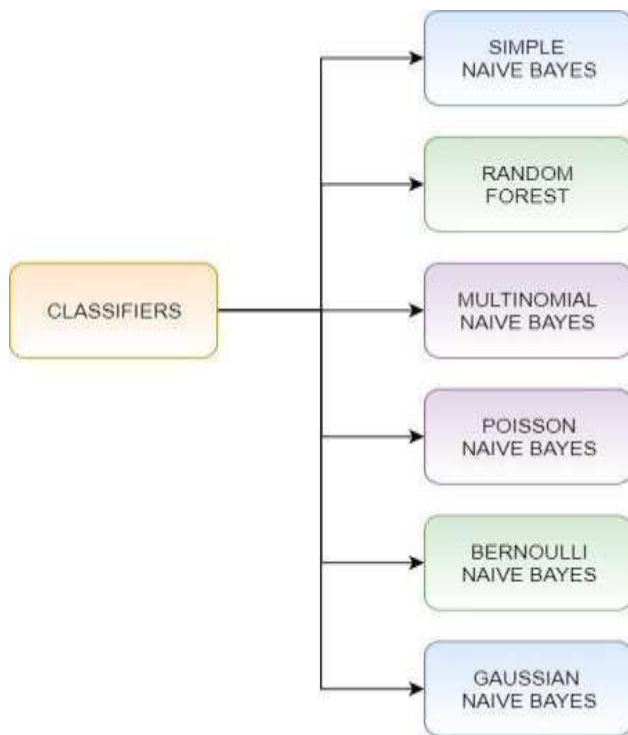 SIMPLE
NAIVE BAYES
RANDOM
FOREST
CLASSIFIERS
MULTINOMIAL
NAIVE BAYES
POISSON
NAIVE BAYES
BERNOULLI
NAIVE BAYES
GAUSSIAN
NAIVE BAYES